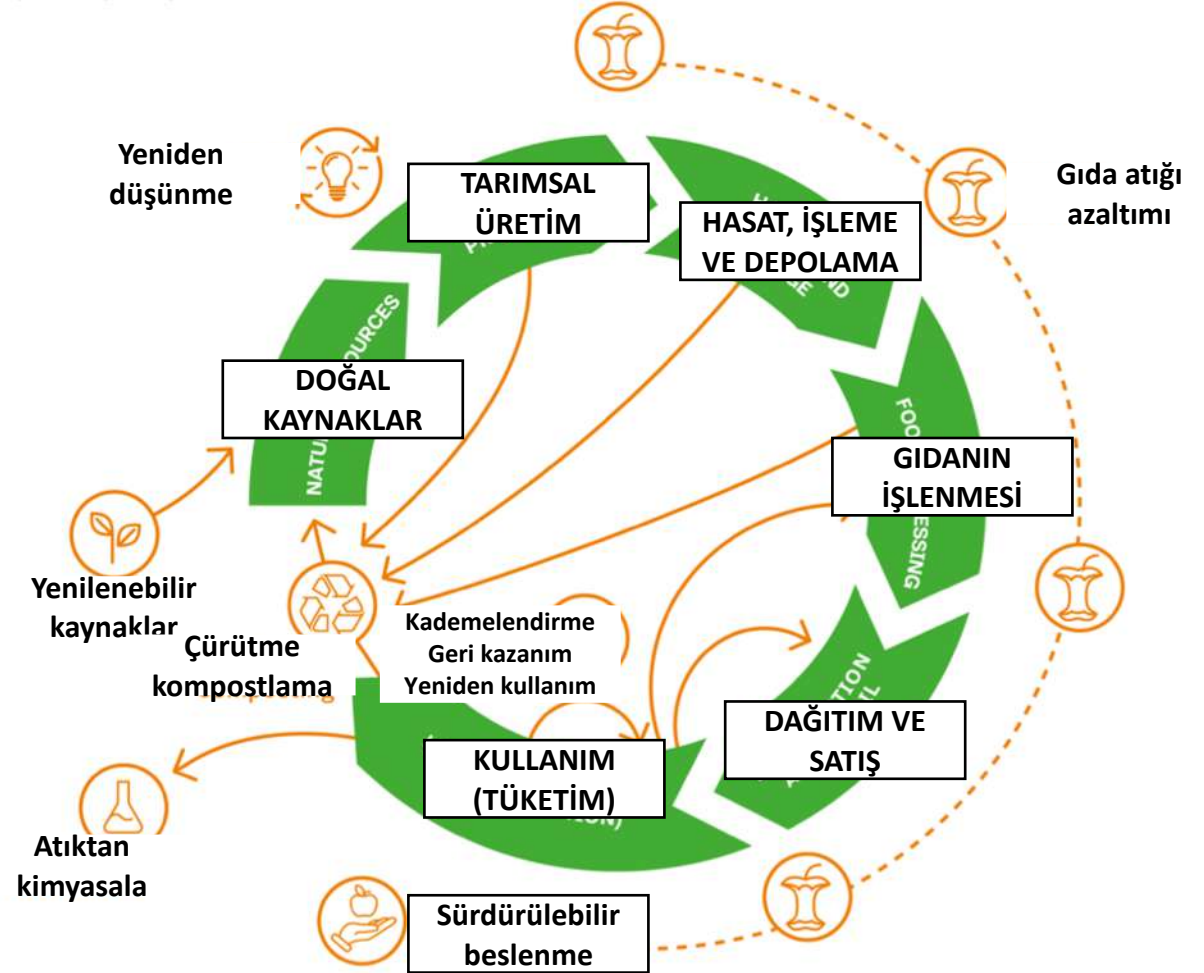 Yeniden
düşünme
TARIMSAL
ÜRETİM
HASAT, İŞLEME
VE DEPOLAMA
Gıda atığı
azaltımı
DOĞAL
KAYNAKLAR
GIDANIN
İŞLENMESİ
Yenilenebilir
kaynaklar
Çürütme
kompostlama
Kademelendirme
Geri kazanım
Yeniden kullanım
DAĞITIM VE
SATIŞ
KULLANIM
(TÜKETİM)
Atıktan
kimyasala
Sürdürülebilir
beslenme